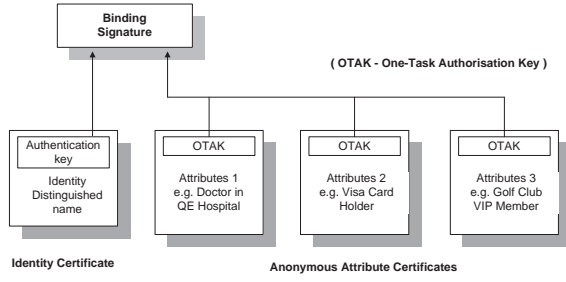 Binding
Signature
( OTAK - One-Task Authorisation Key )
Authentication
key
Identity
Distinguished
name
OTAK
Attributes 1
e.g. Doctor in
QE Hospital
OTAK
Attributes 2
e.g. Visa Card
Holder
OTAK
Attributes 3
e.g. Golf Club
VIP Member
Identity Certificate
Anonymous Attribute Certificates